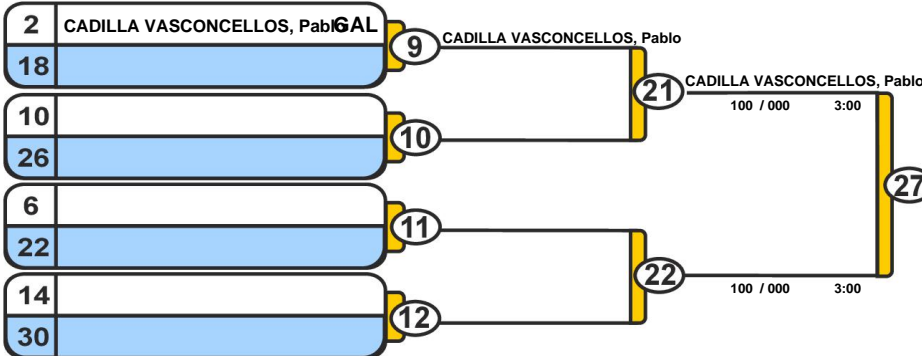 2 CADILLA VASCONCELLOS, Pablo GAL
9 CADILLA VASCONCELLOS, Pablo
18
21 CADILLA VASCONCELLOS, Pablo
100 / 000 3:00
10
10
26
27
6
11
22
22
100 / 000 3:00
14
12
30